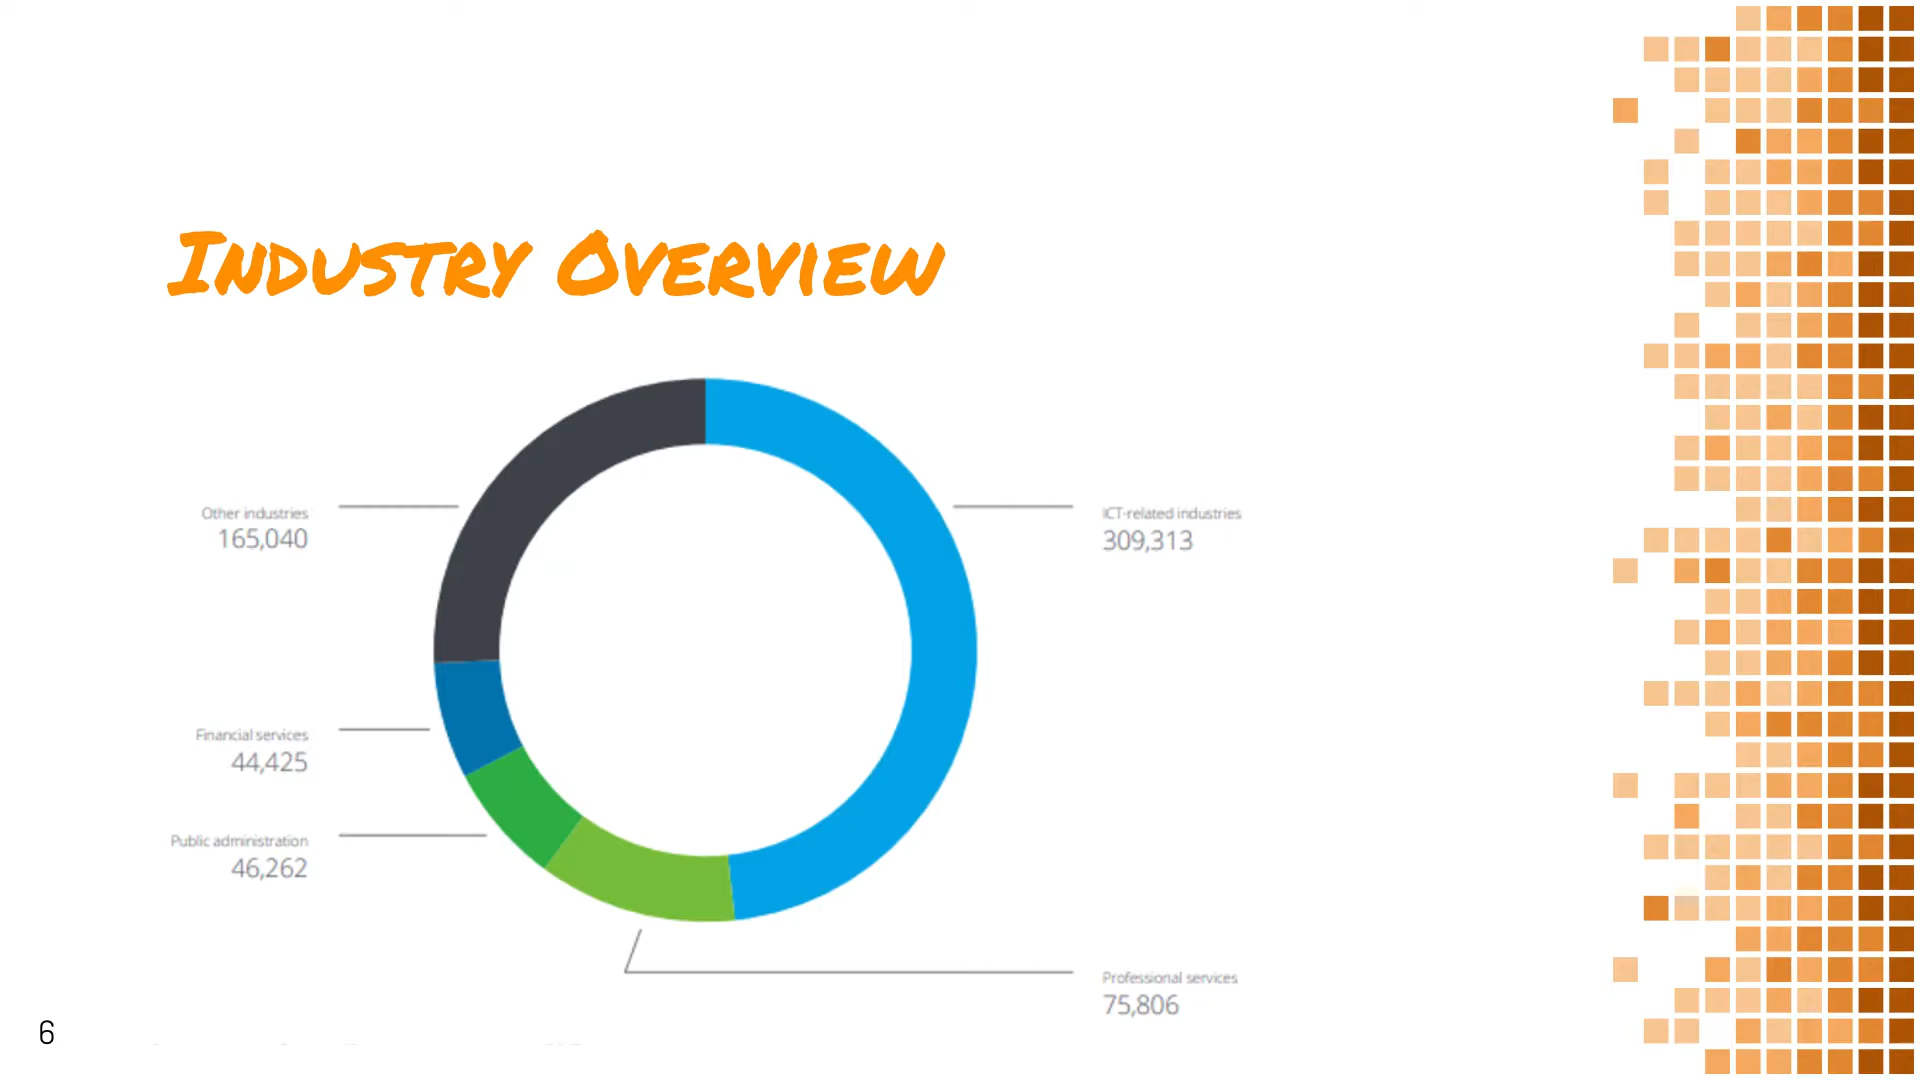 Industry Overview
Other industries
165,040
ICT-related industries
309,313
Financial services
44,425
Public administration
46,262
Professional services
75,806
6